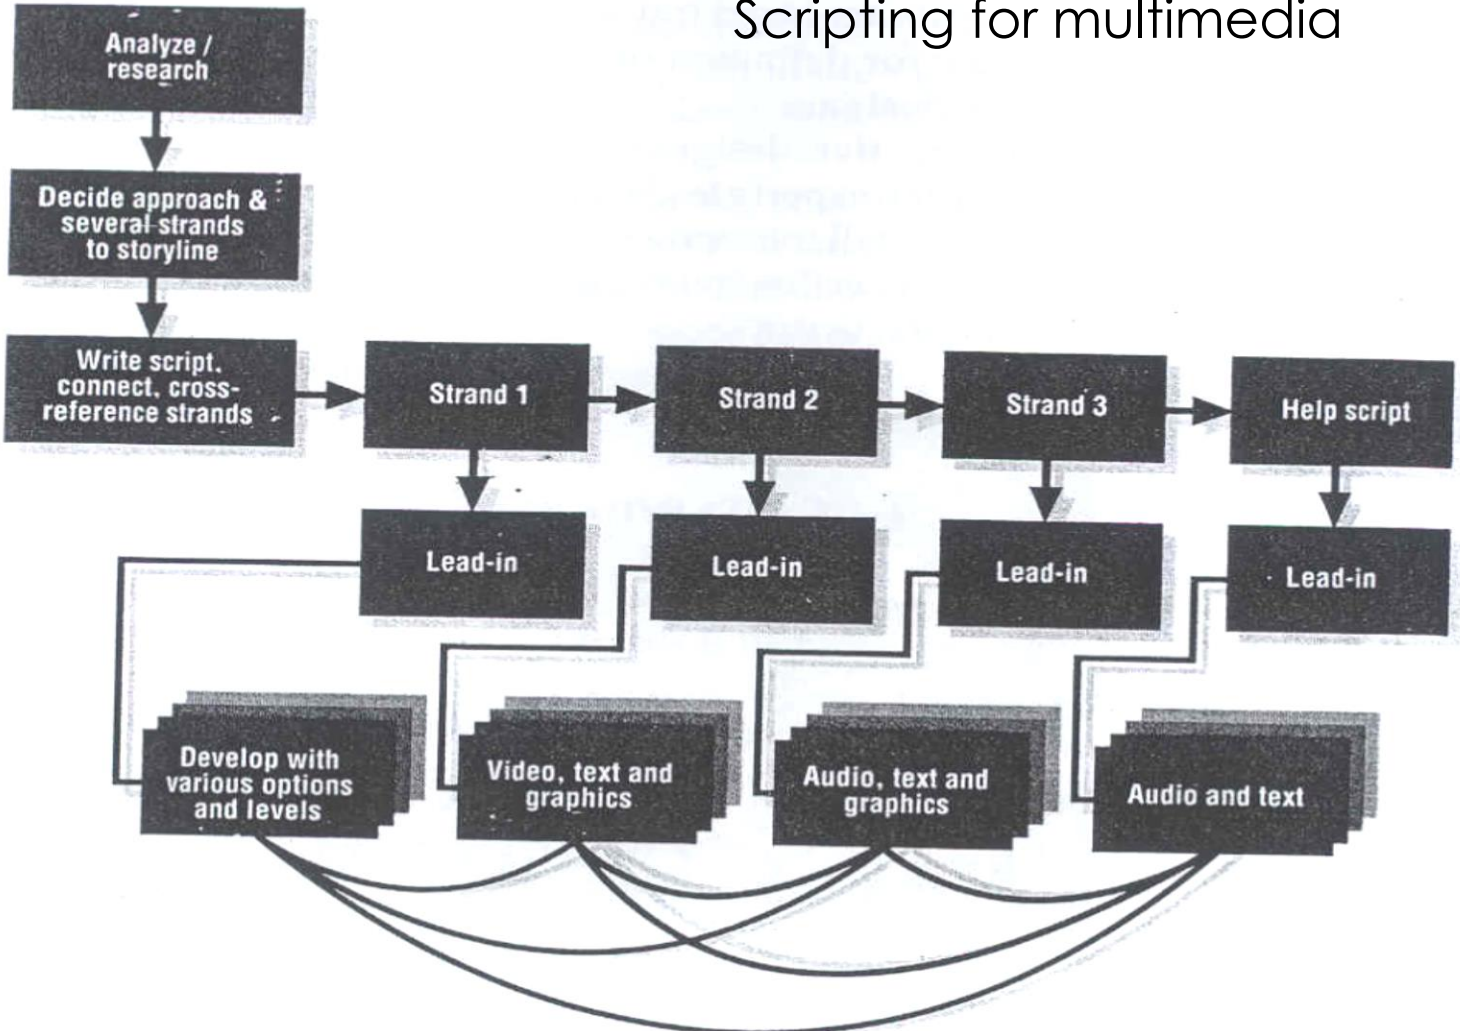 Scripting for multimedia
Analyze /
research
Decide approach &
several strands
to storyline
Write script,
connect, cross-
reference strands
Strand 1
Strand 2
Strand 3
Help script
Lead-in
Lead-in
Lead-in
Lead-in
Develop with
various options
and levels
Video, text and
graphics
Audio, text and
graphics
Audio and text